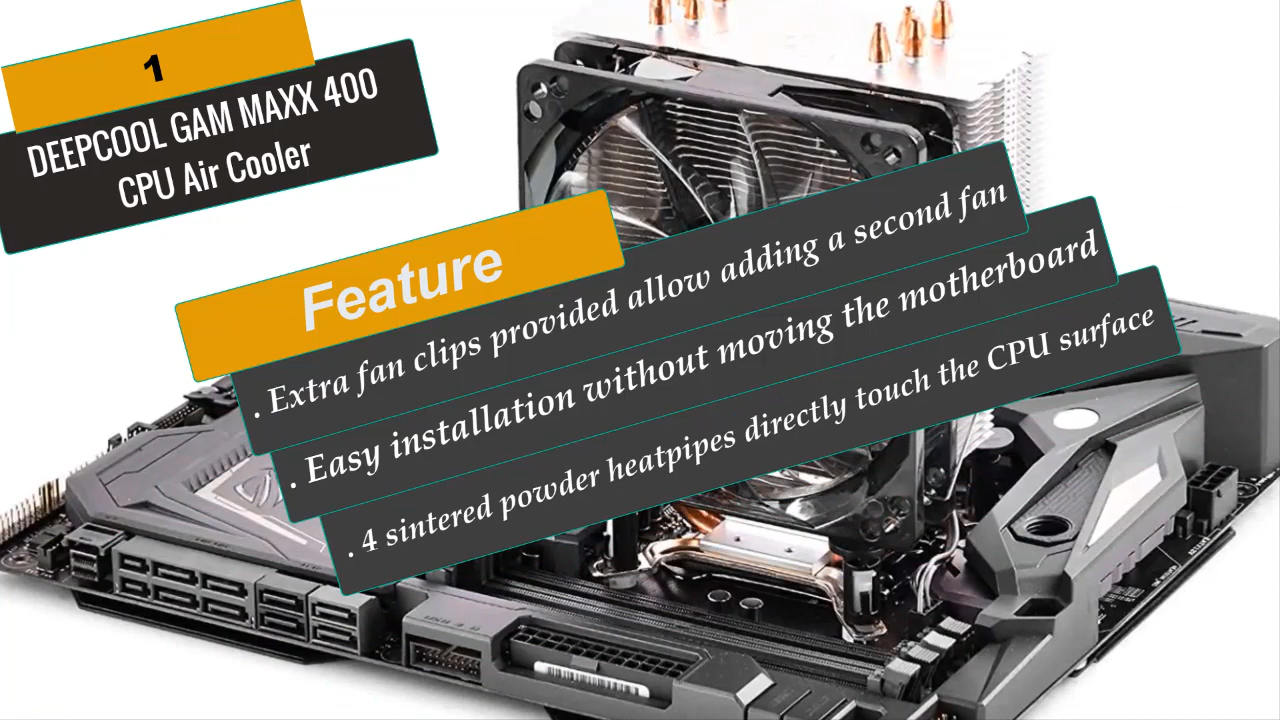 1
DEEPCOOL GAM MAXX 400
CPU Air Cooler
Feature
. Extra fan clips provided allow adding a second fan
. Easy installation without moving the motherboard
. 4 sintered powder heatpipes directly touch the CPU surface